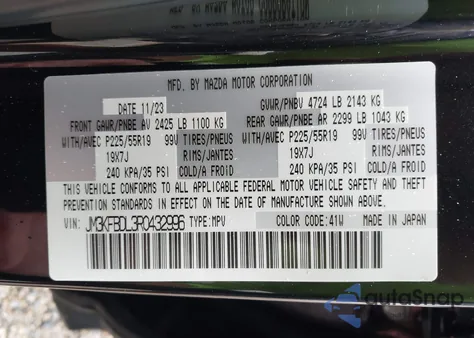 MFD. BY MAZDA MOTOR CORPORATION
DATE 11/23 GVWR/PNBV 4724 LB 2143 KG
FRONT GAWR/PNBE AV 2425 LB 1100 KG REAR GAWR/PNBE AR 2299 LB 1043 KG
WITH/AVEC P225/55R19 99V TIRES/PNEUS WITH/AVEC P225/55R19 99V TIRES/PNEUS
19X7J RIMS/JANTES 19X7J RIMS/JANTES
240 KPA/35 PSI COLD/A FROID 240 KPA/35 PSI COLD/A FROID
THIS VEHICLE CONFORMS TO ALL APPLICABLE FEDERAL MOTOR VEHICLE SAFETY AND THEFT
PREVENTION STANDARDS IN EFFECT ON THE DATE OF MANUFACTURE SHOWN ABOVE.
VIN: JM3KFBDL3R0432996 TYPE: MPV COLOR CODE: 41W MADE IN JAPAN
autoSnap